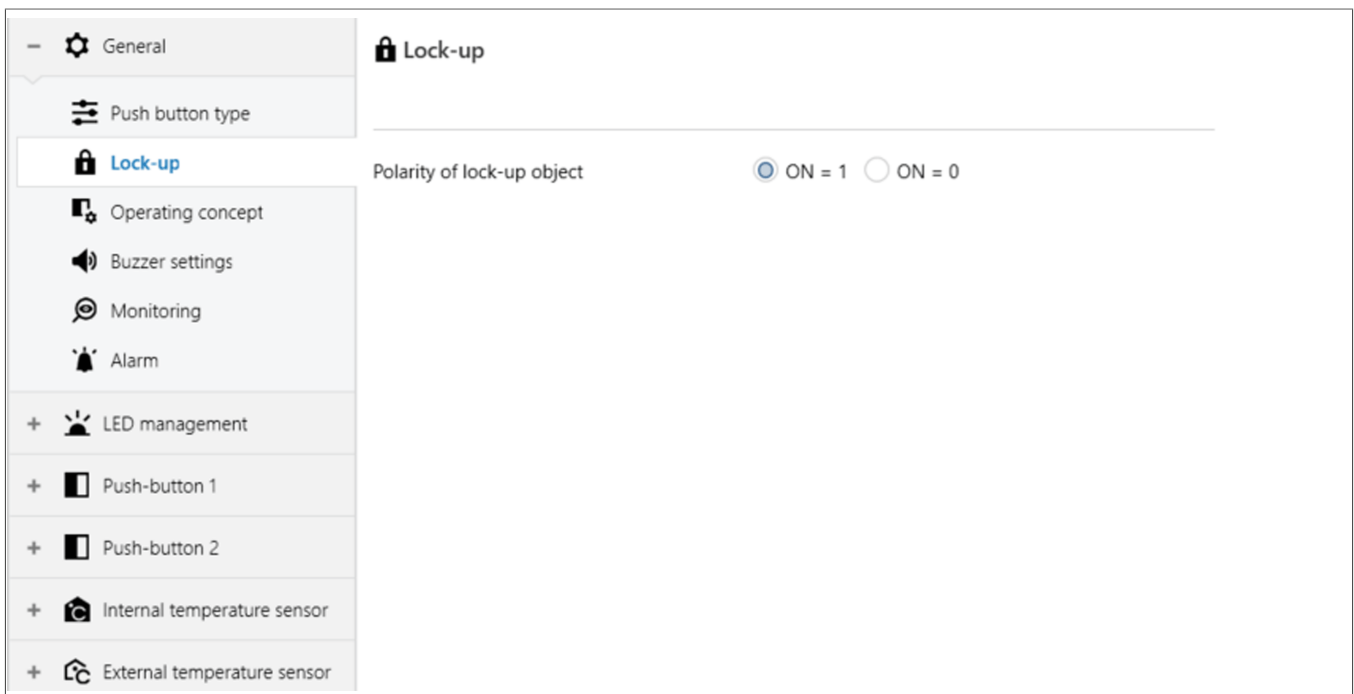 General
Push button type
Lock-up
Operating concept
Buzzer settings
Monitoring
Alarm
LED management
Push-button 1
Push-button 2
Internal temperature sensor
External temperature sensor
Lock-up
Polarity of lock-up object ON = 1 ON = 0